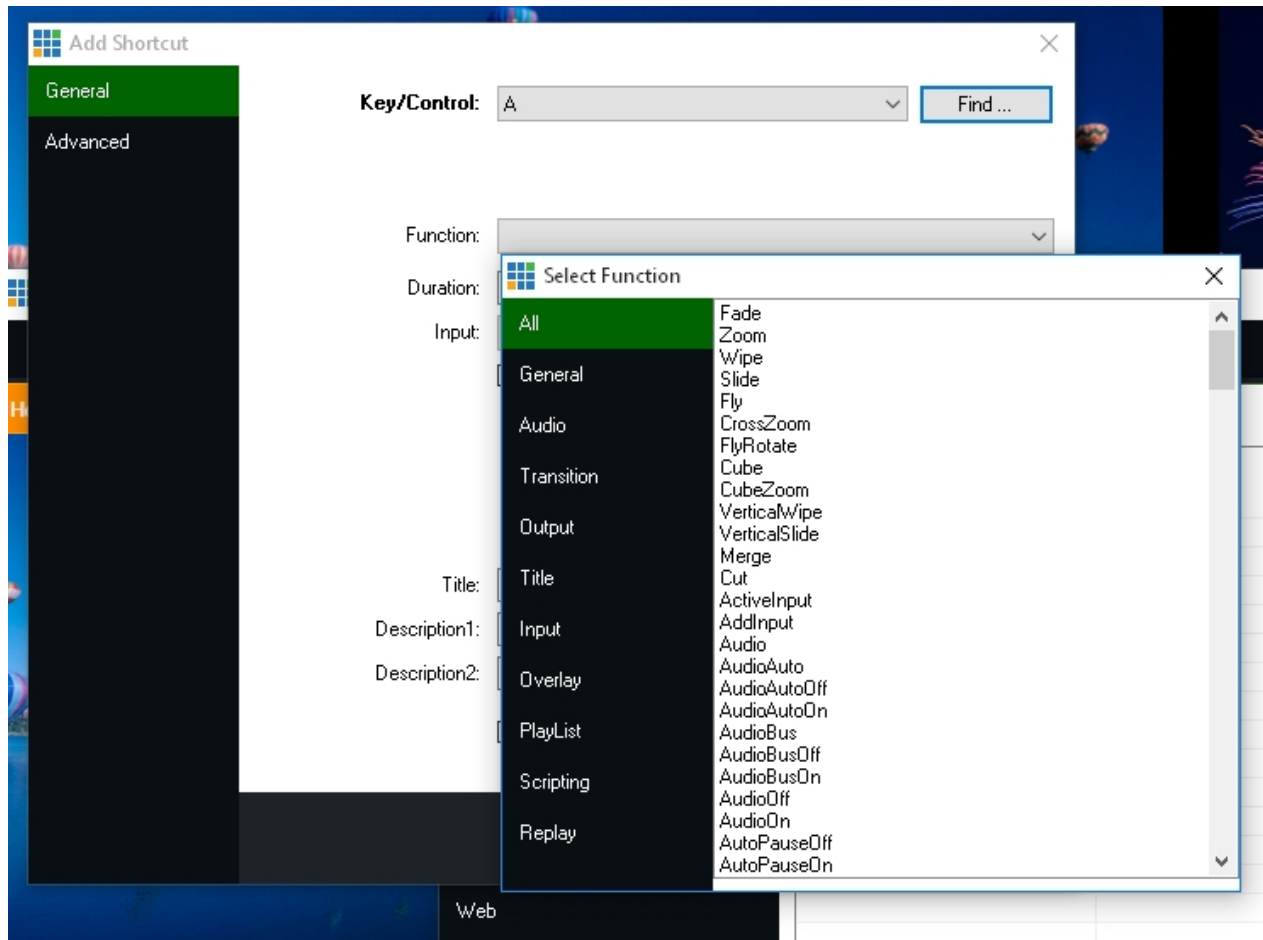 Add Shortcut
General
Advanced
Key/Control: A Find ...
Function:
Duration:
Input:
Title:
Description1:
Description2:
Select Function
All
General
Audio
Transition
Output
Title
Input
Overlay
PlayList
Scripting
Replay
Fade
Zoom
Wipe
Slide
Fly
CrossZoom
FlyRotate
Cube
CubeZoom
VerticalWipe
VerticalSlide
Merge
Cut
ActiveInput
AddInput
Audio
AudioAuto
AudioAutoOff
AudioAutoOn
AudioBus
AudioBusOff
AudioBusOn
AudioOff
AudioOn
AutoPauseOff
AutoPauseOn
Web